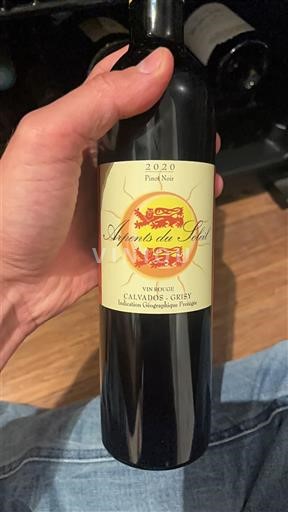 2020
Pinot Noir
Arpents du Soleil
VIN ROUGE
CALVADOS - GRISY
Indication Géographique Protégée